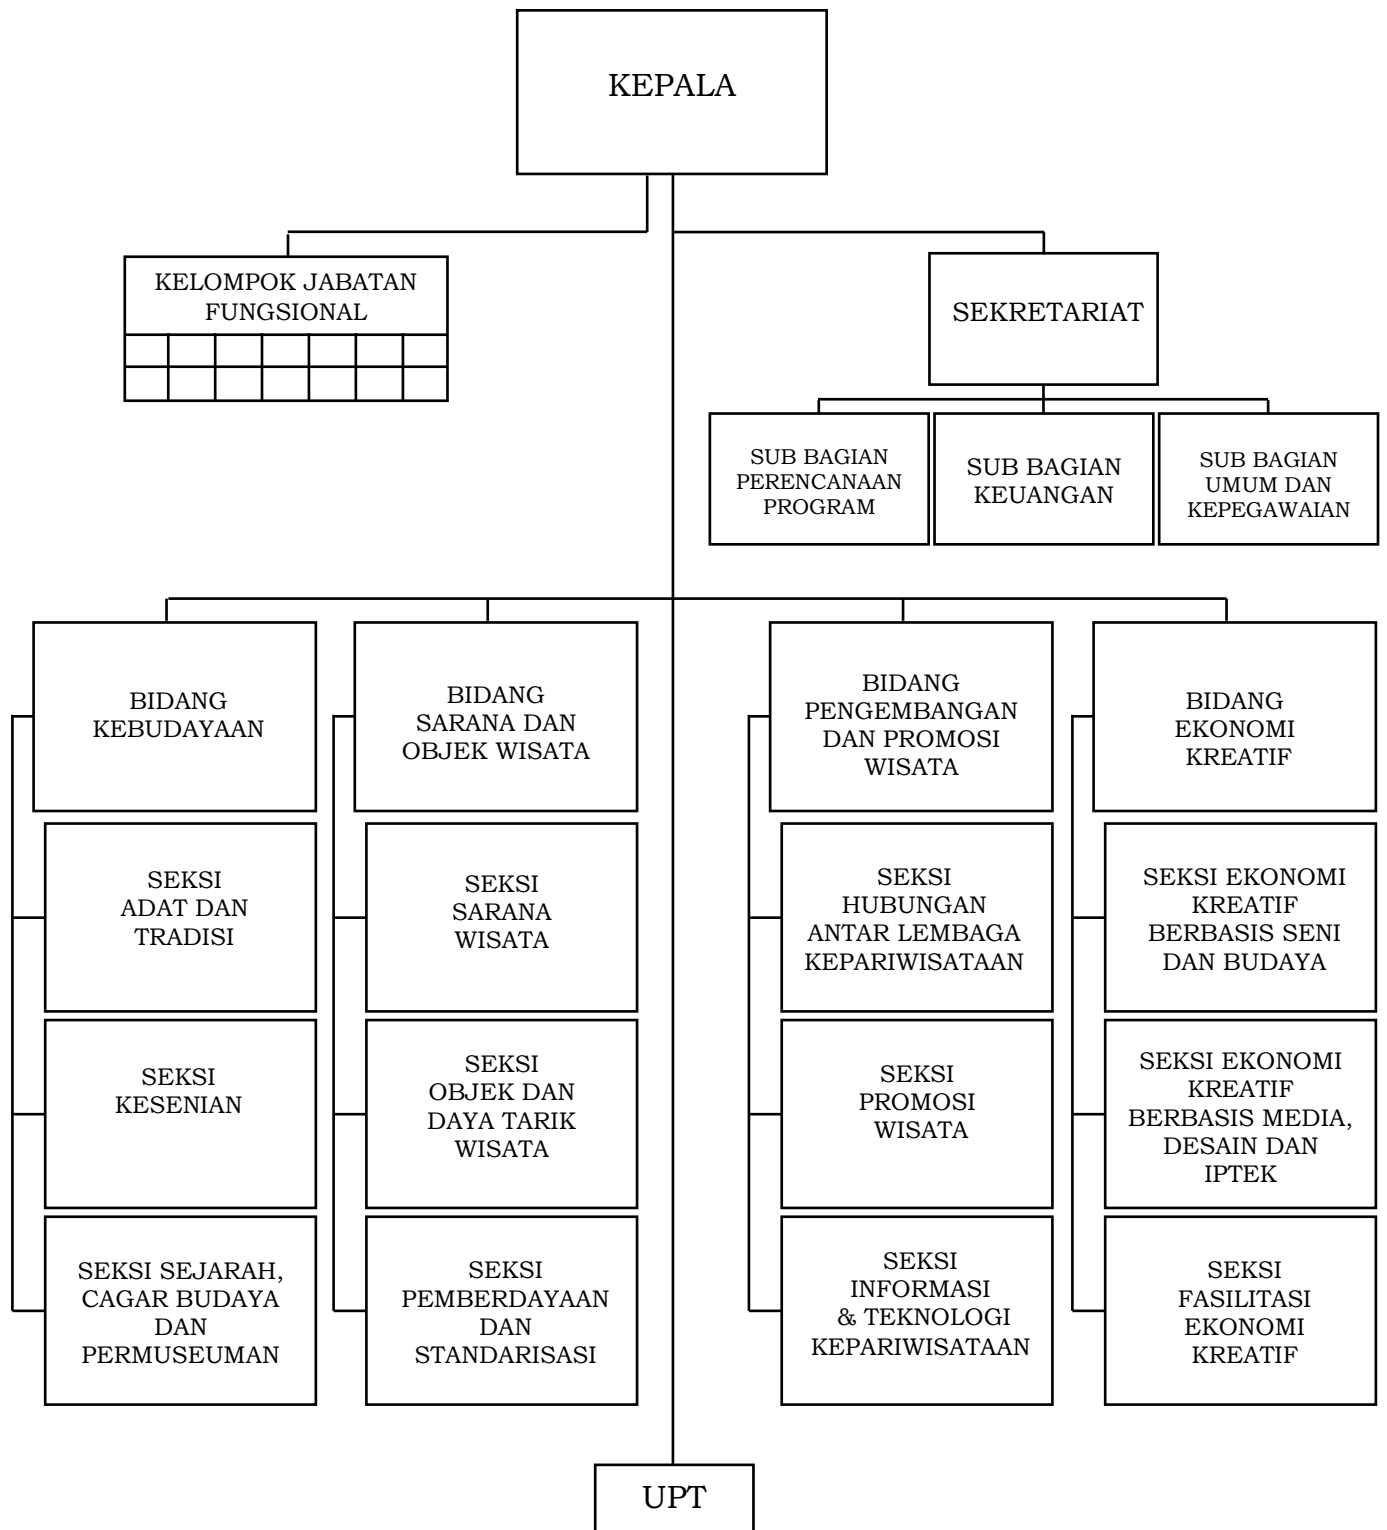 KEPALA
KELOMPOK JABATAN
FUNGSIONAL
SEKRETARIAT
SUB BAGIAN
PERENCANAAN
PROGRAM
SUB BAGIAN
KEUANGAN
SUB BAGIAN
UMUM DAN
KEPEGAWAIAN
BIDANG
KEBUDAYAAN
BIDANG
SARANA DAN
OBJEK WISATA
BIDANG
PENGEMBANGAN
DAN PROMOSI
WISATA
BIDANG
EKONOMI
KREATIF
SEKSI
ADAT DAN
TRADISI
SEKSI
SARANA
WISATA
SEKSI
HUBUNGAN
ANTAR LEMBAGA
KEPARIWISATAAN
SEKSI EKONOMI
KREATIF
BERBASIS SENI
DAN BUDAYA
SEKSI
KESENIAN
SEKSI
OBJEK DAN
DAYA TARIK
WISATA
SEKSI
PROMOSI
WISATA
SEKSI EKONOMI
KREATIF
BERBASIS MEDIA,
DESAIN DAN
IPTEK
SEKSI SEJARAH,
CAGAR BUDAYA
DAN
PERMUSEUMAN
SEKSI
PEMBERDAYAAN
DAN
STANDARISASI
SEKSI
INFORMASI
& TEKNOLOGI
KEPARIWISATAAN
SEKSI
FASILITASI
EKONOMI
KREATIF
UPT